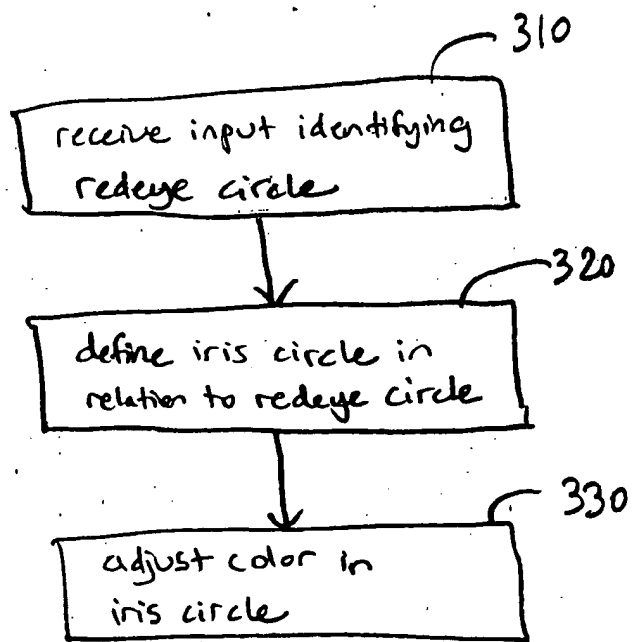 310
receive input identifying
redeye circle
320
define iris circle in
relation to redeye circle
330
adjust color in
iris circle